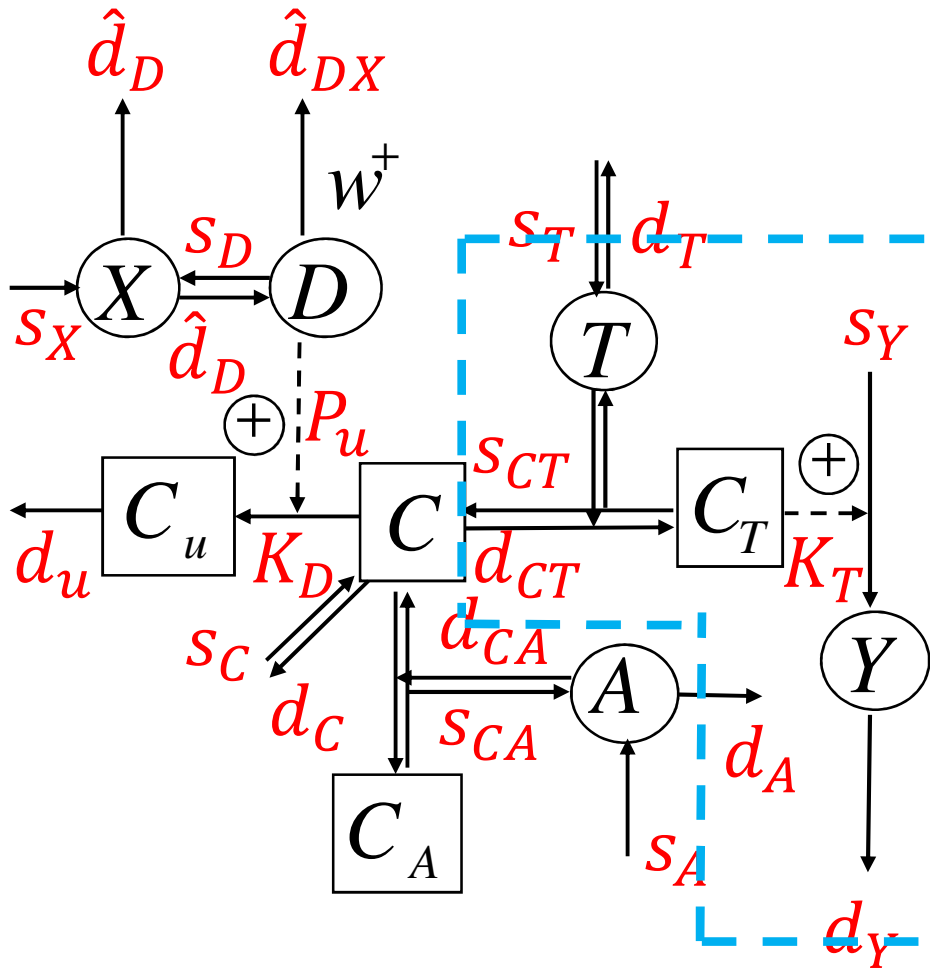 d̂_D d̂_DX
w^+
s_T d_T
s_D
X D
s_X d̂_D
T
s_Y
+ P_u
s_CT +
C_u C C_T
d_u K_D d_CT K_T
s_C d_CA
A Y
d_C s_CA d_A
C_A s_A
d_Y